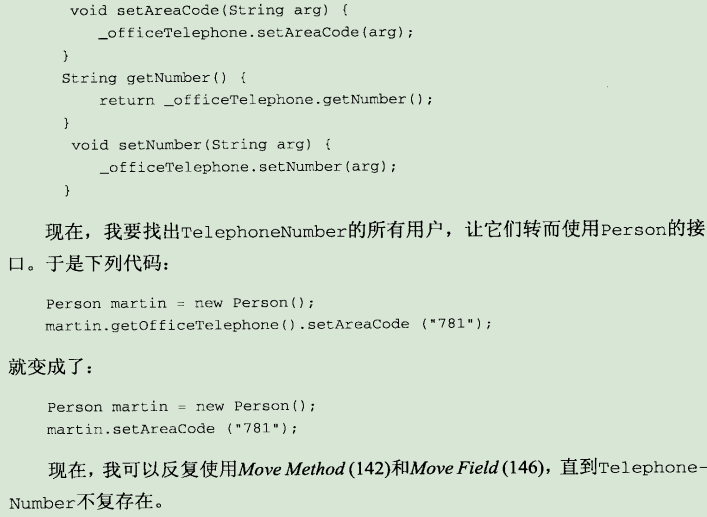 void setAreaCode(String arg) {
_officeTelephone.setAreaCode(arg);
}
String getNumber() {
return _officeTelephone.getNumber();
}
void setNumber(String arg) {
_officeTelephone.setNumber(arg);
}
现在，我要找出TelephoneNumber的所有用户，让它们转而使用Person的接
口。于是下列代码：
Person martin = new Person();
martin.getOfficeTelephone().setAreaCode ("781");
就变成了：
Person martin = new Person();
martin.setAreaCode ("781");
现在，我可以反复使用Move Method (142)和Move Field (146)，直到Telephone-
Number不复存在。